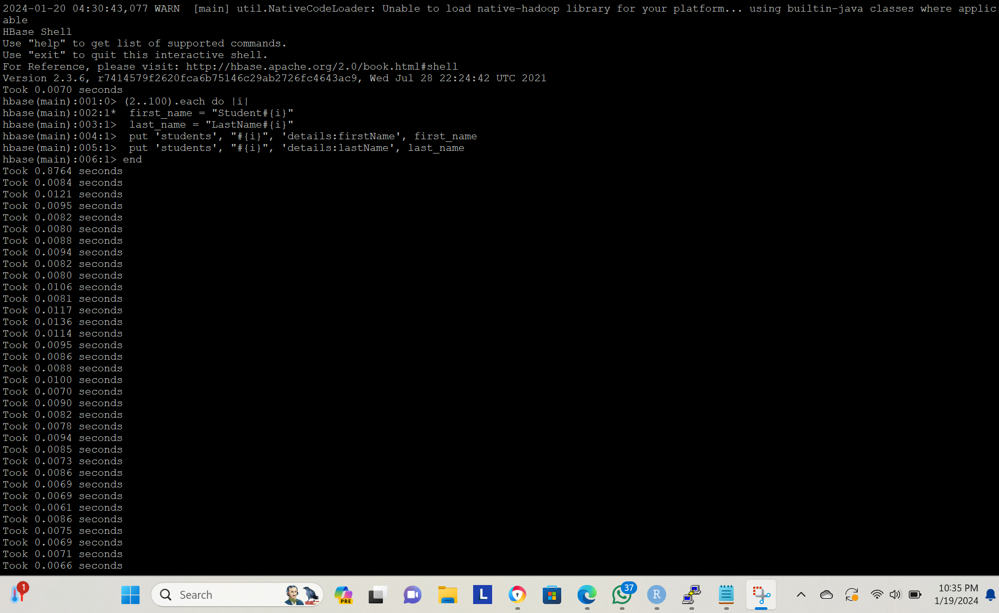 2024-01-20 04:30:43,077 WARN  [main] util.NativeCodeLoader: Unable to load native-hadoop library for your platform... using builtin-java classes where applic
able
HBase Shell
Use "help" to get list of supported commands.
Use "exit" to quit this interactive shell.
For Reference, please visit: http://hbase.apache.org/2.0/book.html#shell
Version 2.3.6, r7414579f2620fca6b75146c29ab2726fc4643ac9, Wed Jul 28 22:24:42 UTC 2021
Took 0.0070 seconds
hbase(main):001:0> (2..100).each do |i|
hbase(main):002:1*  first_name = "Student#{i}"
hbase(main):003:1>  last_name = "LastName#{i}"
hbase(main):004:1>  put 'students', "#{i}", 'details:firstName', first_name
hbase(main):005:1>  put 'students', "#{i}", 'details:lastName', last_name
hbase(main):006:1> end
Took 0.8764 seconds
Took 0.0084 seconds
Took 0.0121 seconds
Took 0.0095 seconds
Took 0.0082 seconds
Took 0.0080 seconds
Took 0.0088 seconds
Took 0.0094 seconds
Took 0.0082 seconds
Took 0.0080 seconds
Took 0.0106 seconds
Took 0.0081 seconds
Took 0.0117 seconds
Took 0.0136 seconds
Took 0.0114 seconds
Took 0.0095 seconds
Took 0.0086 seconds
Took 0.0088 seconds
Took 0.0100 seconds
Took 0.0070 seconds
Took 0.0090 seconds
Took 0.0082 seconds
Took 0.0078 seconds
Took 0.0094 seconds
Took 0.0085 seconds
Took 0.0073 seconds
Took 0.0086 seconds
Took 0.0069 seconds
Took 0.0069 seconds
Took 0.0061 seconds
Took 0.0086 seconds
Took 0.0075 seconds
Took 0.0069 seconds
Took 0.0071 seconds
Took 0.0066 seconds
1
Search
PRE
L
37
R
10:35 PM
1/19/2024